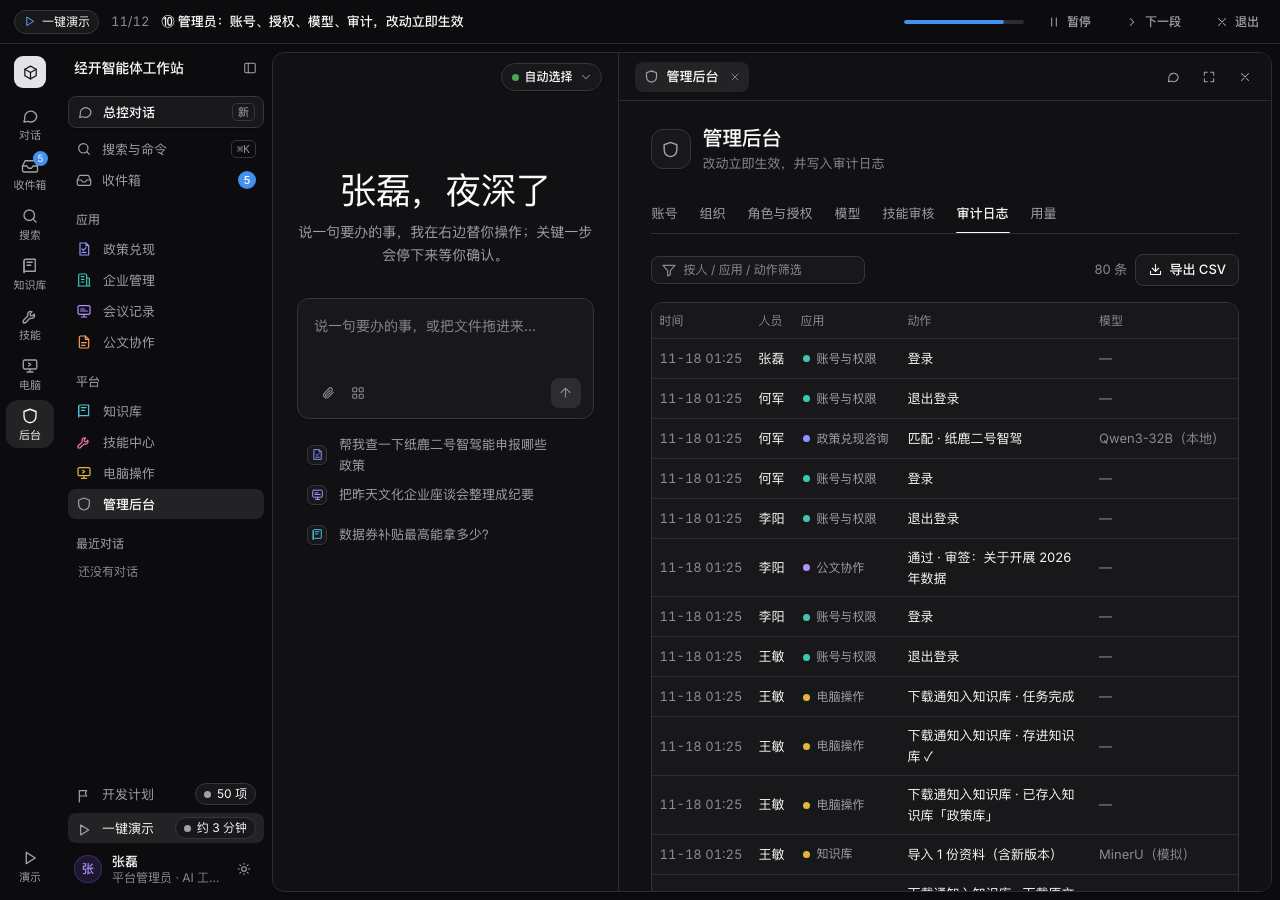 一键演示
11/12
⑩ 管理员：账号、授权、模型、审计，改动立即生效
暂停
下一段
退出
对话
5
收件箱
搜索
知识库
技能
电脑
后台
演示
经开智能体工作站
总控对话
新
搜索与命令
⌘K
收件箱
5
应用
政策兑现
企业管理
会议记录
公文协作
平台
知识库
技能中心
电脑操作
管理后台
最近对话
还没有对话
开发计划
50 项
一键演示
约 3 分钟
张
张磊
平台管理员 · AI 工...
自动选择
张磊，夜深了
说一句要办的事，我在右边替你操作；关键一步
会停下来等你确认。
说一句要办的事，或把文件拖进来...
帮我查一下纸鹿二号智驾能申报哪些
政策
把昨天文化企业座谈会整理成纪要
数据券补贴最高能拿多少？
管理后台
管理后台
改动立即生效，并写入审计日志
账号 组织 角色与授权 模型 技能审核 审计日志 用量
按人 / 应用 / 动作筛选
80 条
导出 CSV
时间 人员 应用 动作 模型
11-18 01:25 张磊 账号与权限 登录 —
11-18 01:25 何军 账号与权限 退出登录 —
11-18 01:25 何军 政策兑现咨询 匹配 · 纸鹿二号智驾 Qwen3-32B（本地）
11-18 01:25 何军 账号与权限 登录 —
11-18 01:25 李阳 账号与权限 退出登录 —
11-18 01:25 李阳 公文协作 通过 · 审签：关于开展 2026
年数据 —
11-18 01:25 李阳 账号与权限 登录 —
11-18 01:25 王敏 账号与权限 退出登录 —
11-18 01:25 王敏 电脑操作 下载通知入知识库 · 任务完成 —
11-18 01:25 王敏 电脑操作 下载通知入知识库 · 存进知识
库 ✓ —
11-18 01:25 王敏 电脑操作 下载通知入知识库 · 已存入知
识库「政策库」 —
11-18 01:25 王敏 知识库 导入 1 份资料（含新版本） MinerU（模拟）